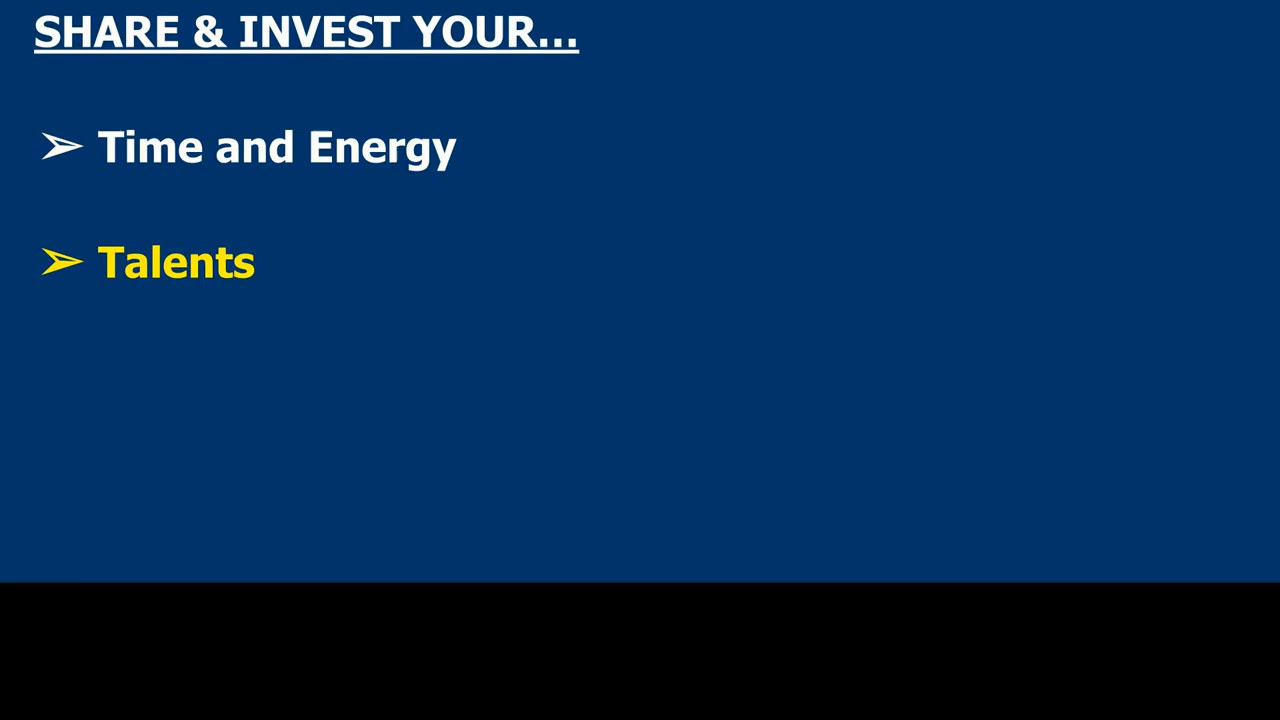 SHARE & INVEST YOUR...
➢ Time and Energy
➢ Talents